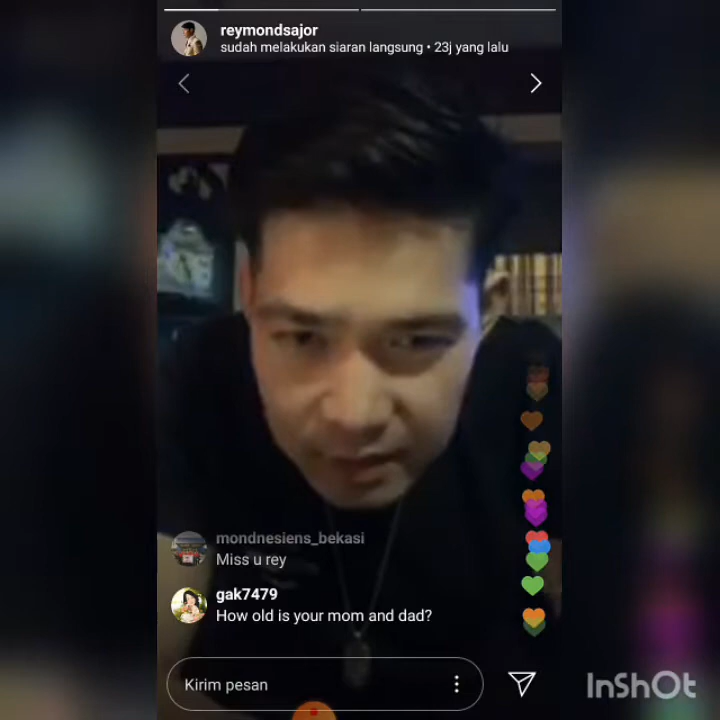 reymondsajor
sudah melakukan siaran langsung • 23j yang lalu
mondnesiens_bekasi
Miss u rey
gak7479
How old is your mom and dad?
Kirim pesan
InShOt